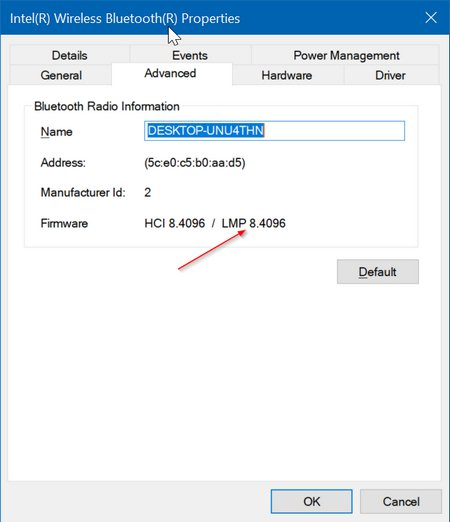 Intel(R) Wireless Bluetooth(R) Properties
Details Events Power Management
General Advanced Hardware Driver
Bluetooth Radio Information
Name DESKTOP-UNU4THN
Address: (5c:e0:c5:b0:aa:d5)
Manufacturer Id: 2
Firmware HCI 8.4096 / LMP 8.4096
Default
OK Cancel